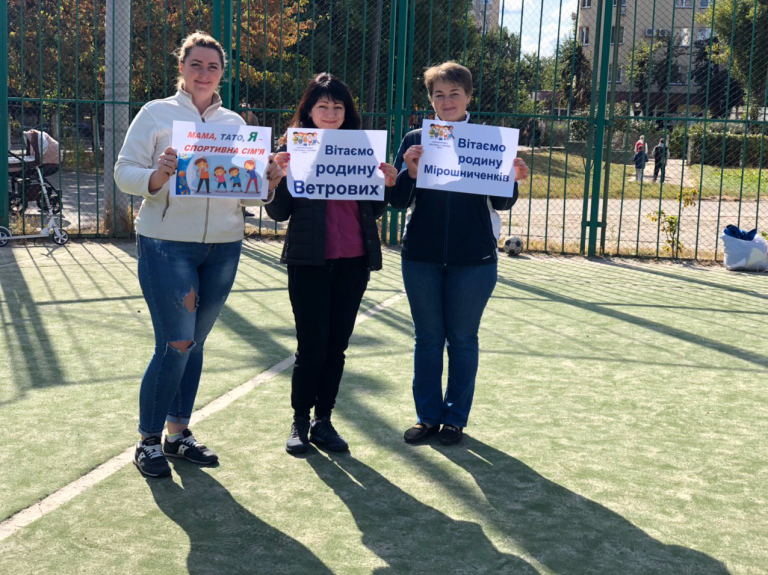 МАМА, ТАТО, Я –
СПОРТИВНА СІМ'Я
Вітаємо
родину
Ветрових
Вітаємо
родину
Мірошниченків